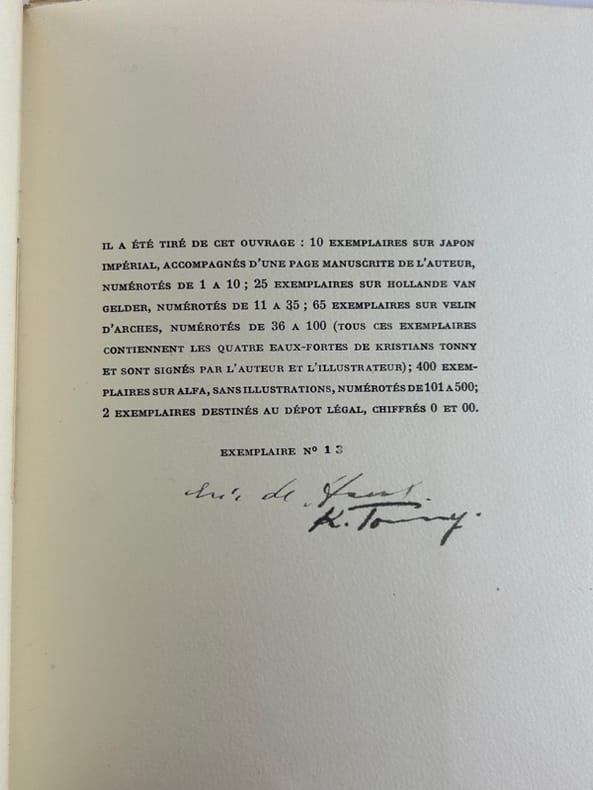 IL A ÉTÉ TIRÉ DE CET OUVRAGE : 10 EXEMPLAIRES SUR JAPON
IMPÉRIAL, ACCOMPAGNÉS D'UNE PAGE MANUSCRITE DE L'AUTEUR,
NUMÉROTÉS DE 1 A 10 ; 25 EXEMPLAIRES SUR HOLLANDE VAN
GELDER, NUMÉROTÉS DE 11 A 35 ; 65 EXEMPLAIRES SUR VELIN
D'ARCHES, NUMÉROTÉS DE 36 A 100 (TOUS CES EXEMPLAIRES
CONTIENNENT LES QUATRE EAUX-FORTES DE KRISTIANS TONNY
ET SONT SIGNÉS PAR L'AUTEUR ET L'ILLUSTRATEUR) ; 400 EXEM-
PLAIRES SUR ALFA, SANS ILLUSTRATIONS, NUMÉROTÉS DE 101 A 500;
2 EXEMPLAIRES DESTINÉS AU DÉPOT LÉGAL, CHIFFRÉS 0 ET 00.
EXEMPLAIRE Nº 13
de
K. Tonny.